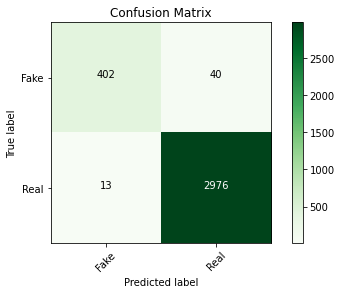 Confusion Matrix
True label
Fake
402
40
Real
13
2976
Fake
Real
Predicted label
2500
2000
1500
1000
500